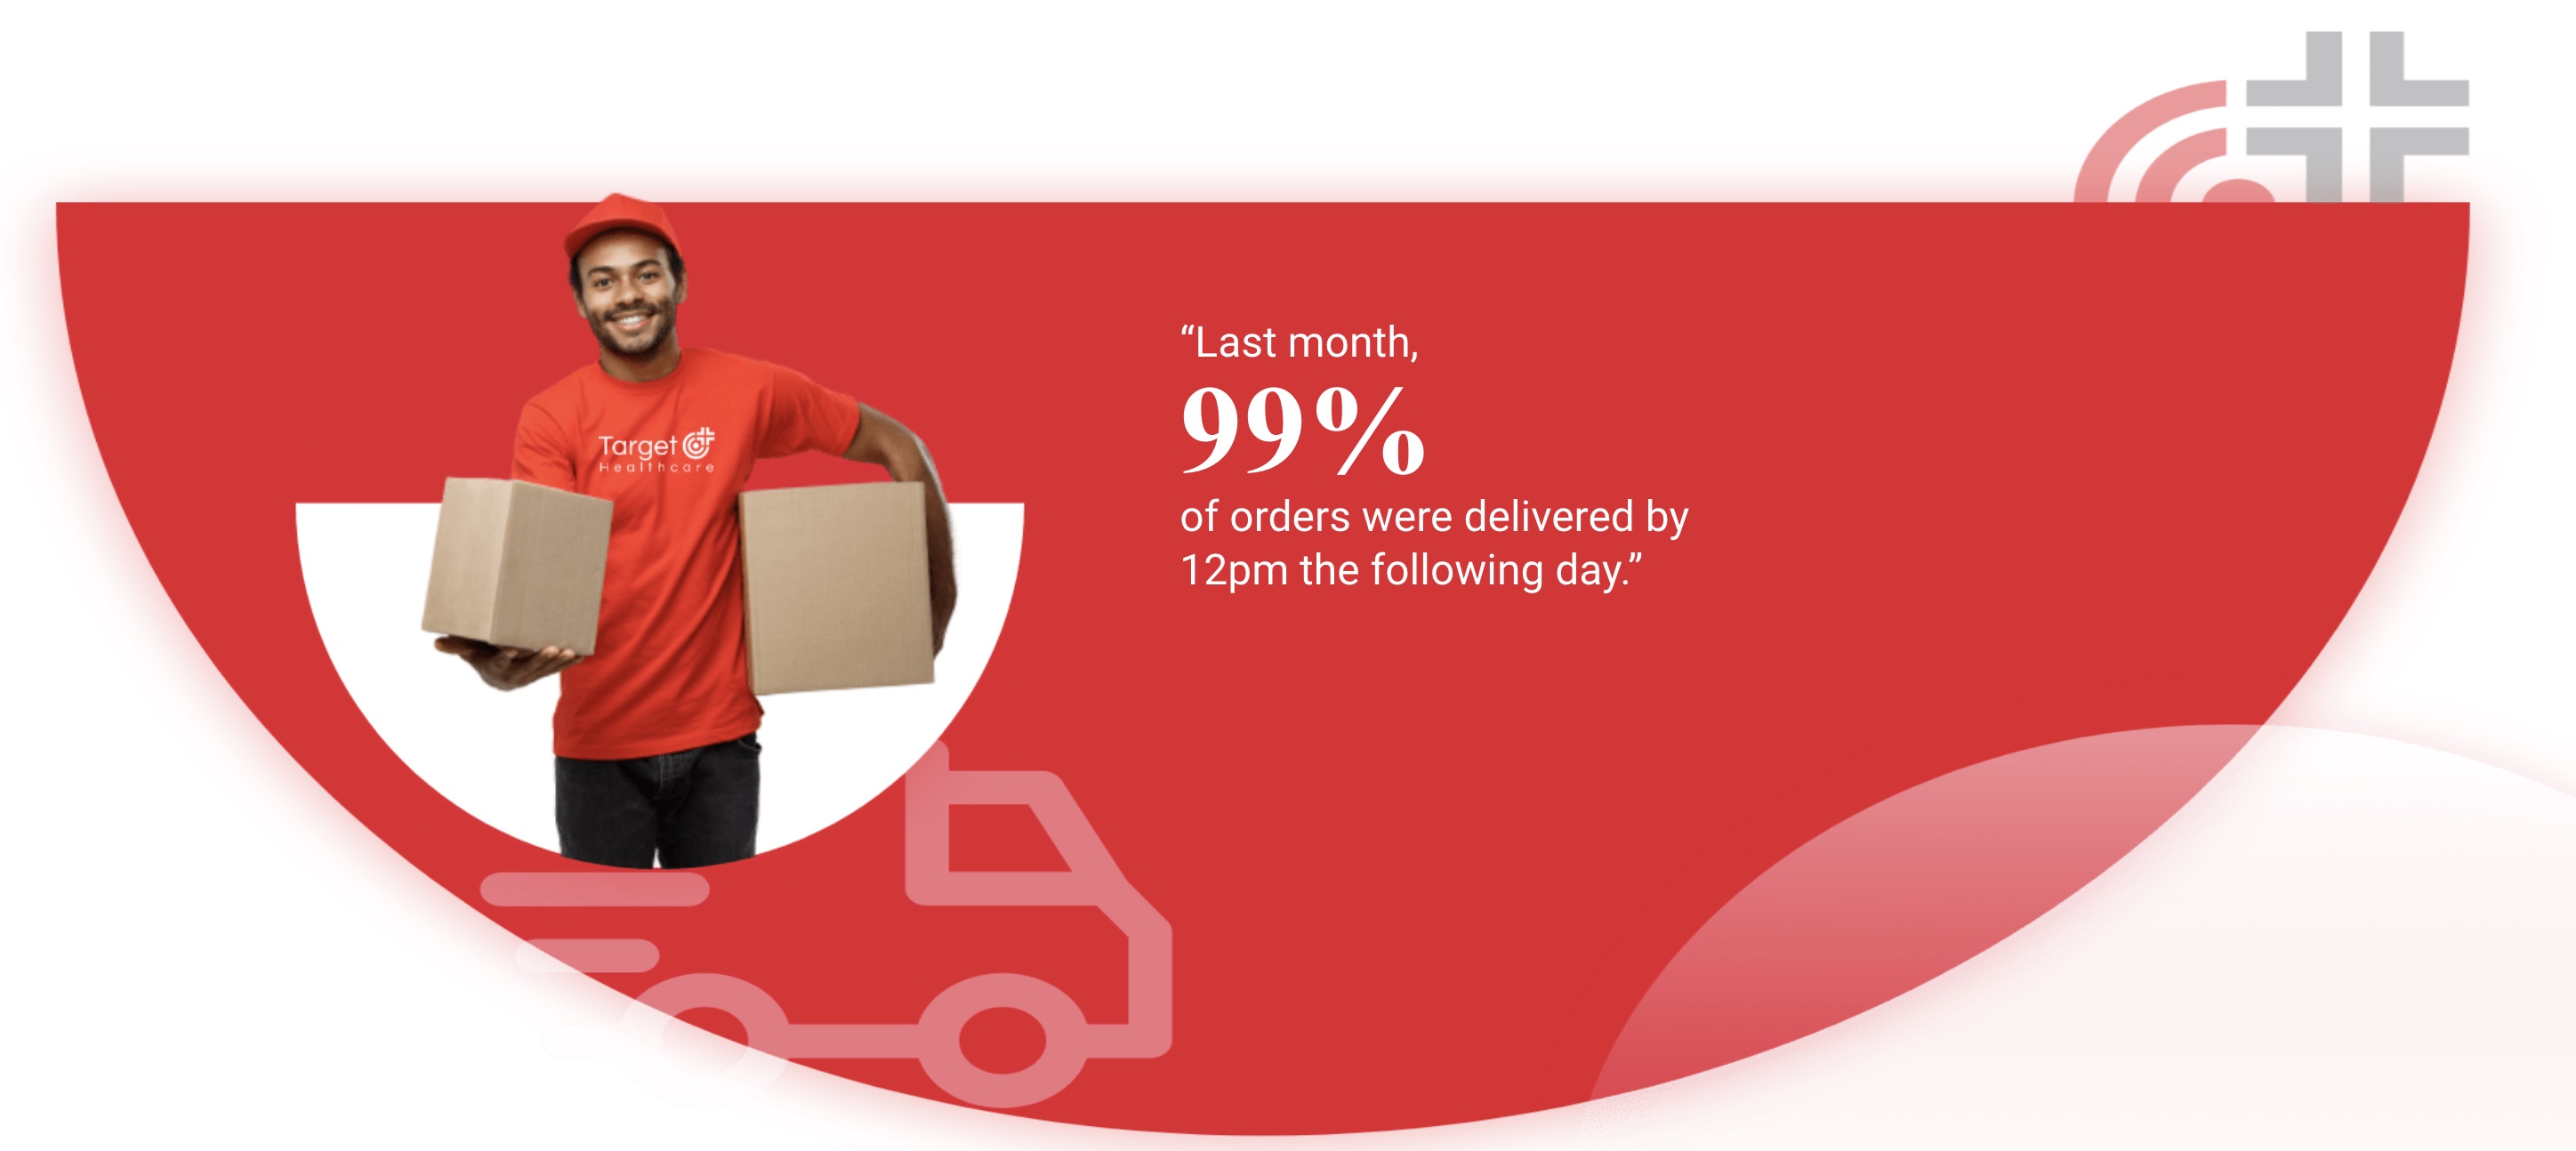 Target
Healthcare
“Last month,
99%
of orders were delivered by
12pm the following day.”